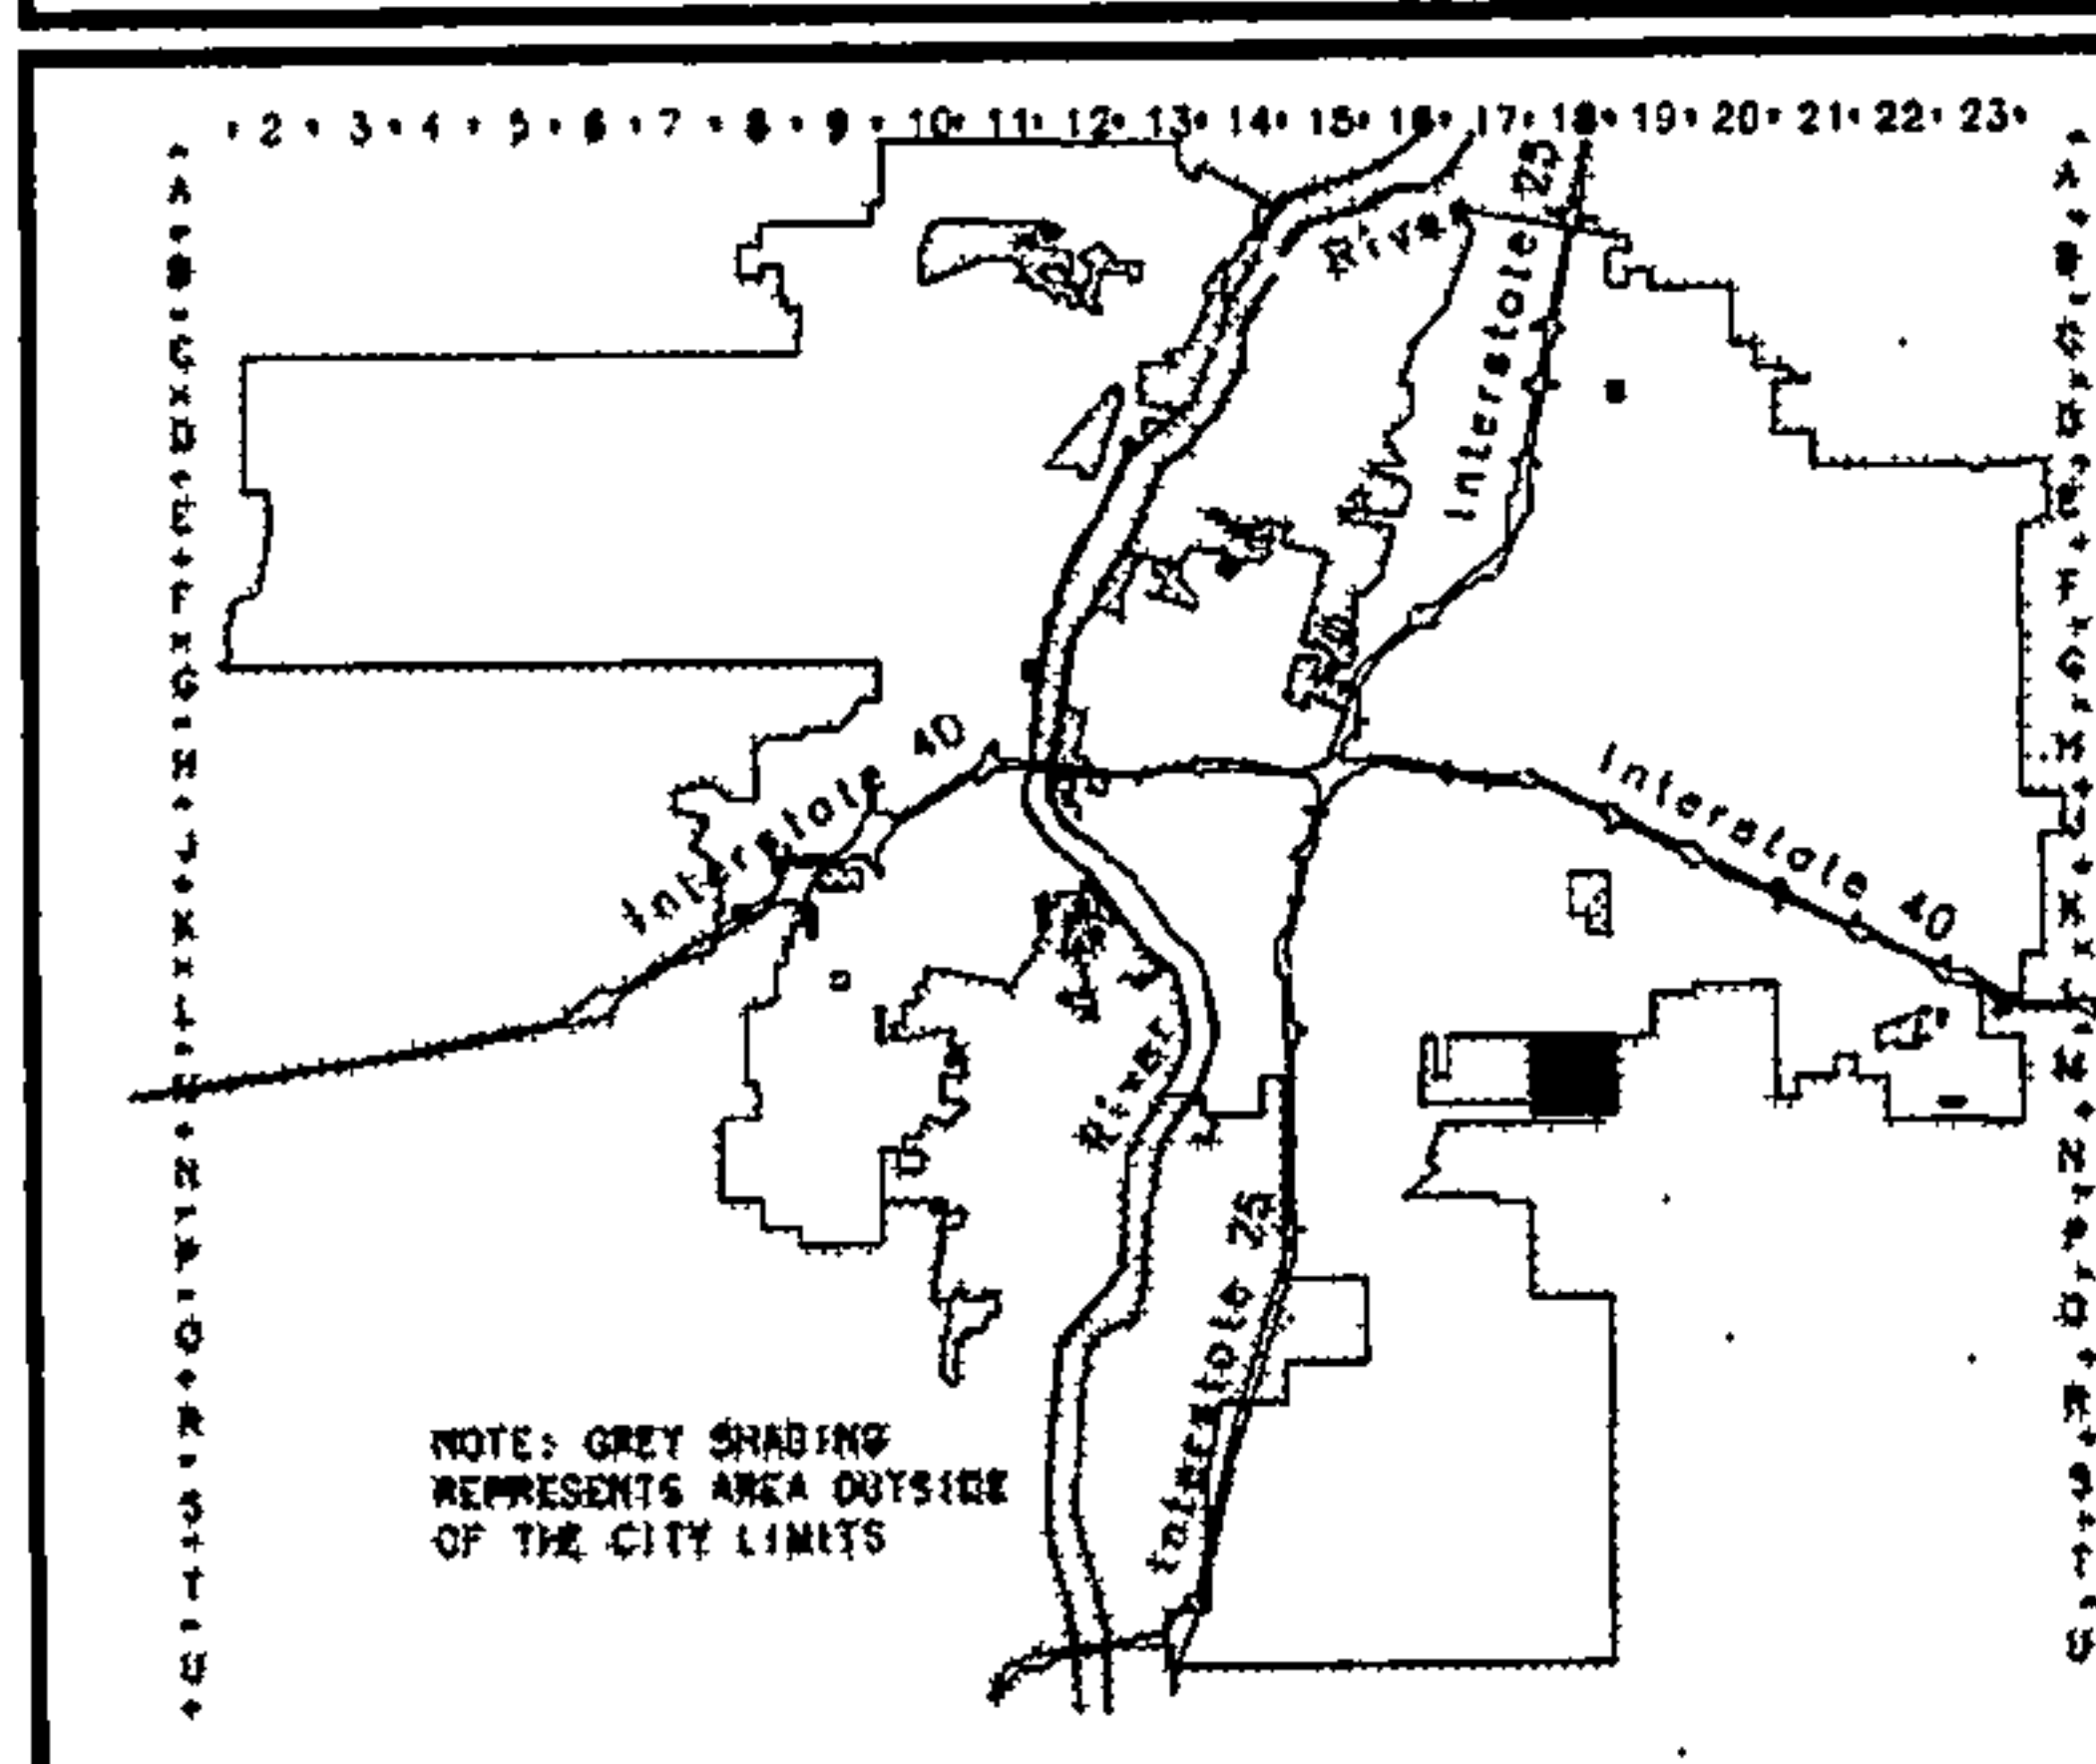 2 3 4 5 6 7 8 9 10 11 12 13 14 15 16 17 18 19 20 21 22 23
A
B
C
D
E
F
G
H
J
K
L
M
N
P
Q
R
S
T
U
A
B
C
D
E
F
G
H
J
K
L
M
N
P
Q
R
S
T
U
River
Interstate 25
Interstate 40
Interstate 40
River
Interstate 25
NOTE: GREY SHADING
REPRESENTS AREA OUTSIDE
OF THE CITY LIMITS